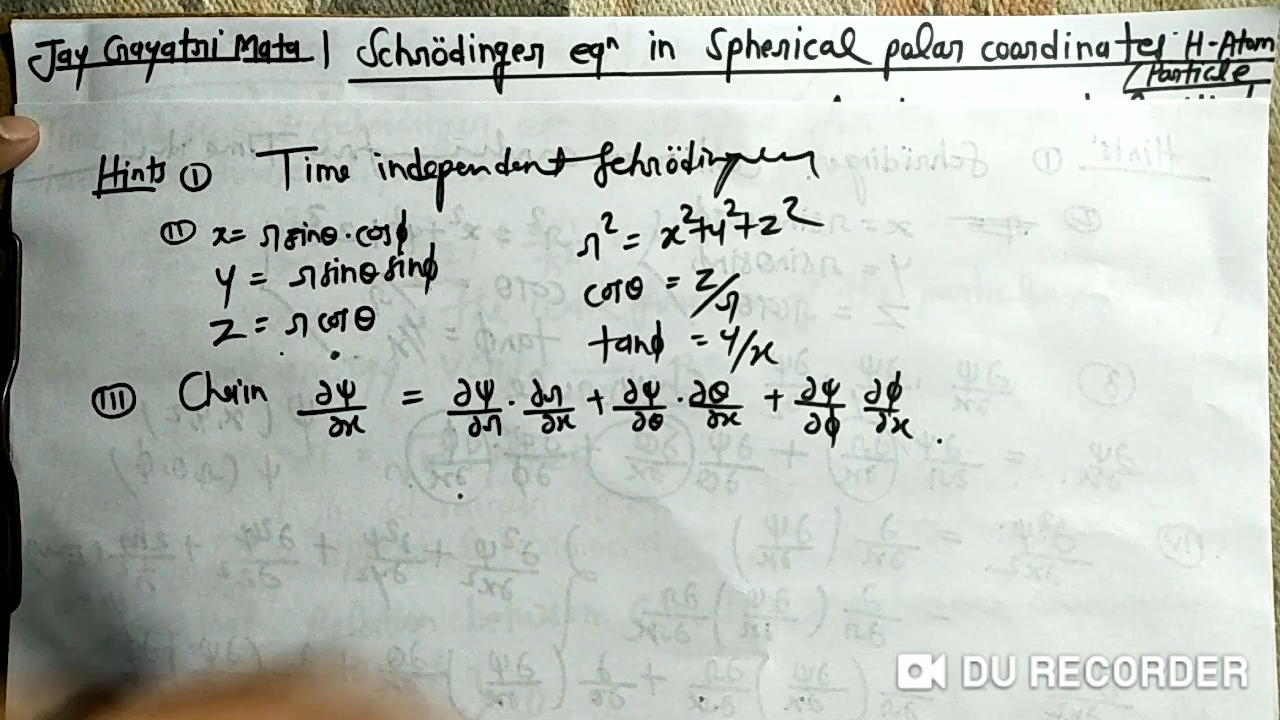 Jay Gayatri Mata | Schrödinger eqⁿ in Spherical polar coordinates H-Atom
Particle
Hints ① Time independent Schrödinger
② x = r sinθ·cosϕ r² = x²+y²+z²
y = r sinθ sinϕ cosθ = z/r
z = r cosθ tanϕ = y/x
③ Chain ∂ψ/∂x = ∂ψ/∂r · ∂r/∂x + ∂ψ/∂θ · ∂θ/∂x + ∂ψ/∂ϕ ∂ϕ/∂x .
DU RECORDER